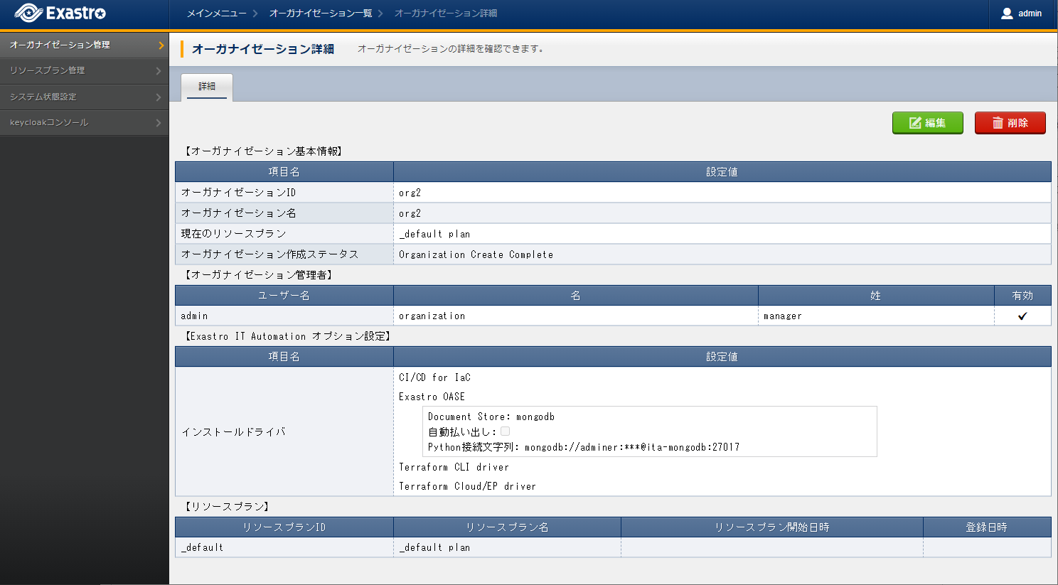 Exastro
メインメニュー > オーガナイゼーション一覧 > オーガナイゼーション詳細
admin
オーガナイゼーション管理
リソースプラン管理
システム状態設定
keycloakコンソール
オーガナイゼーション詳細 オーガナイゼーションの詳細を確認できます。
詳細
編集 削除
【オーガナイゼーション基本情報】
項目名 設定値
オーガナイゼーションID org2
オーガナイゼーション名 org2
現在のリソースプラン _default plan
オーガナイゼーション作成ステータス Organization Create Complete
【オーガナイゼーション管理者】
ユーザー名 名 姓 有効
admin organization manager ✓
【Exastro IT Automation オプション設定】
項目名 設定値
インストールドライバ
CI/CD for IaC
Exastro OASE
Document Store: mongodb
自動払い出し:
Python接続文字列: mongodb://adminer:***@ita-mongodb:27017
Terraform CLI driver
Terraform Cloud/EP driver
【リソースプラン】
リソースプランID リソースプラン名 リソースプラン開始日時 登録日時
_default _default plan